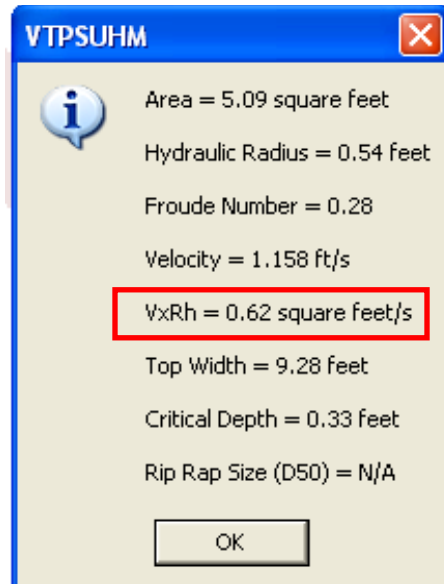 VTPSUHM
Area = 5.09 square feet
Hydraulic Radius = 0.54 feet
Froude Number = 0.28
Velocity = 1.158 ft/s
VxRh = 0.62 square feet/s
Top Width = 9.28 feet
Critical Depth = 0.33 feet
Rip Rap Size (D50) = N/A
OK